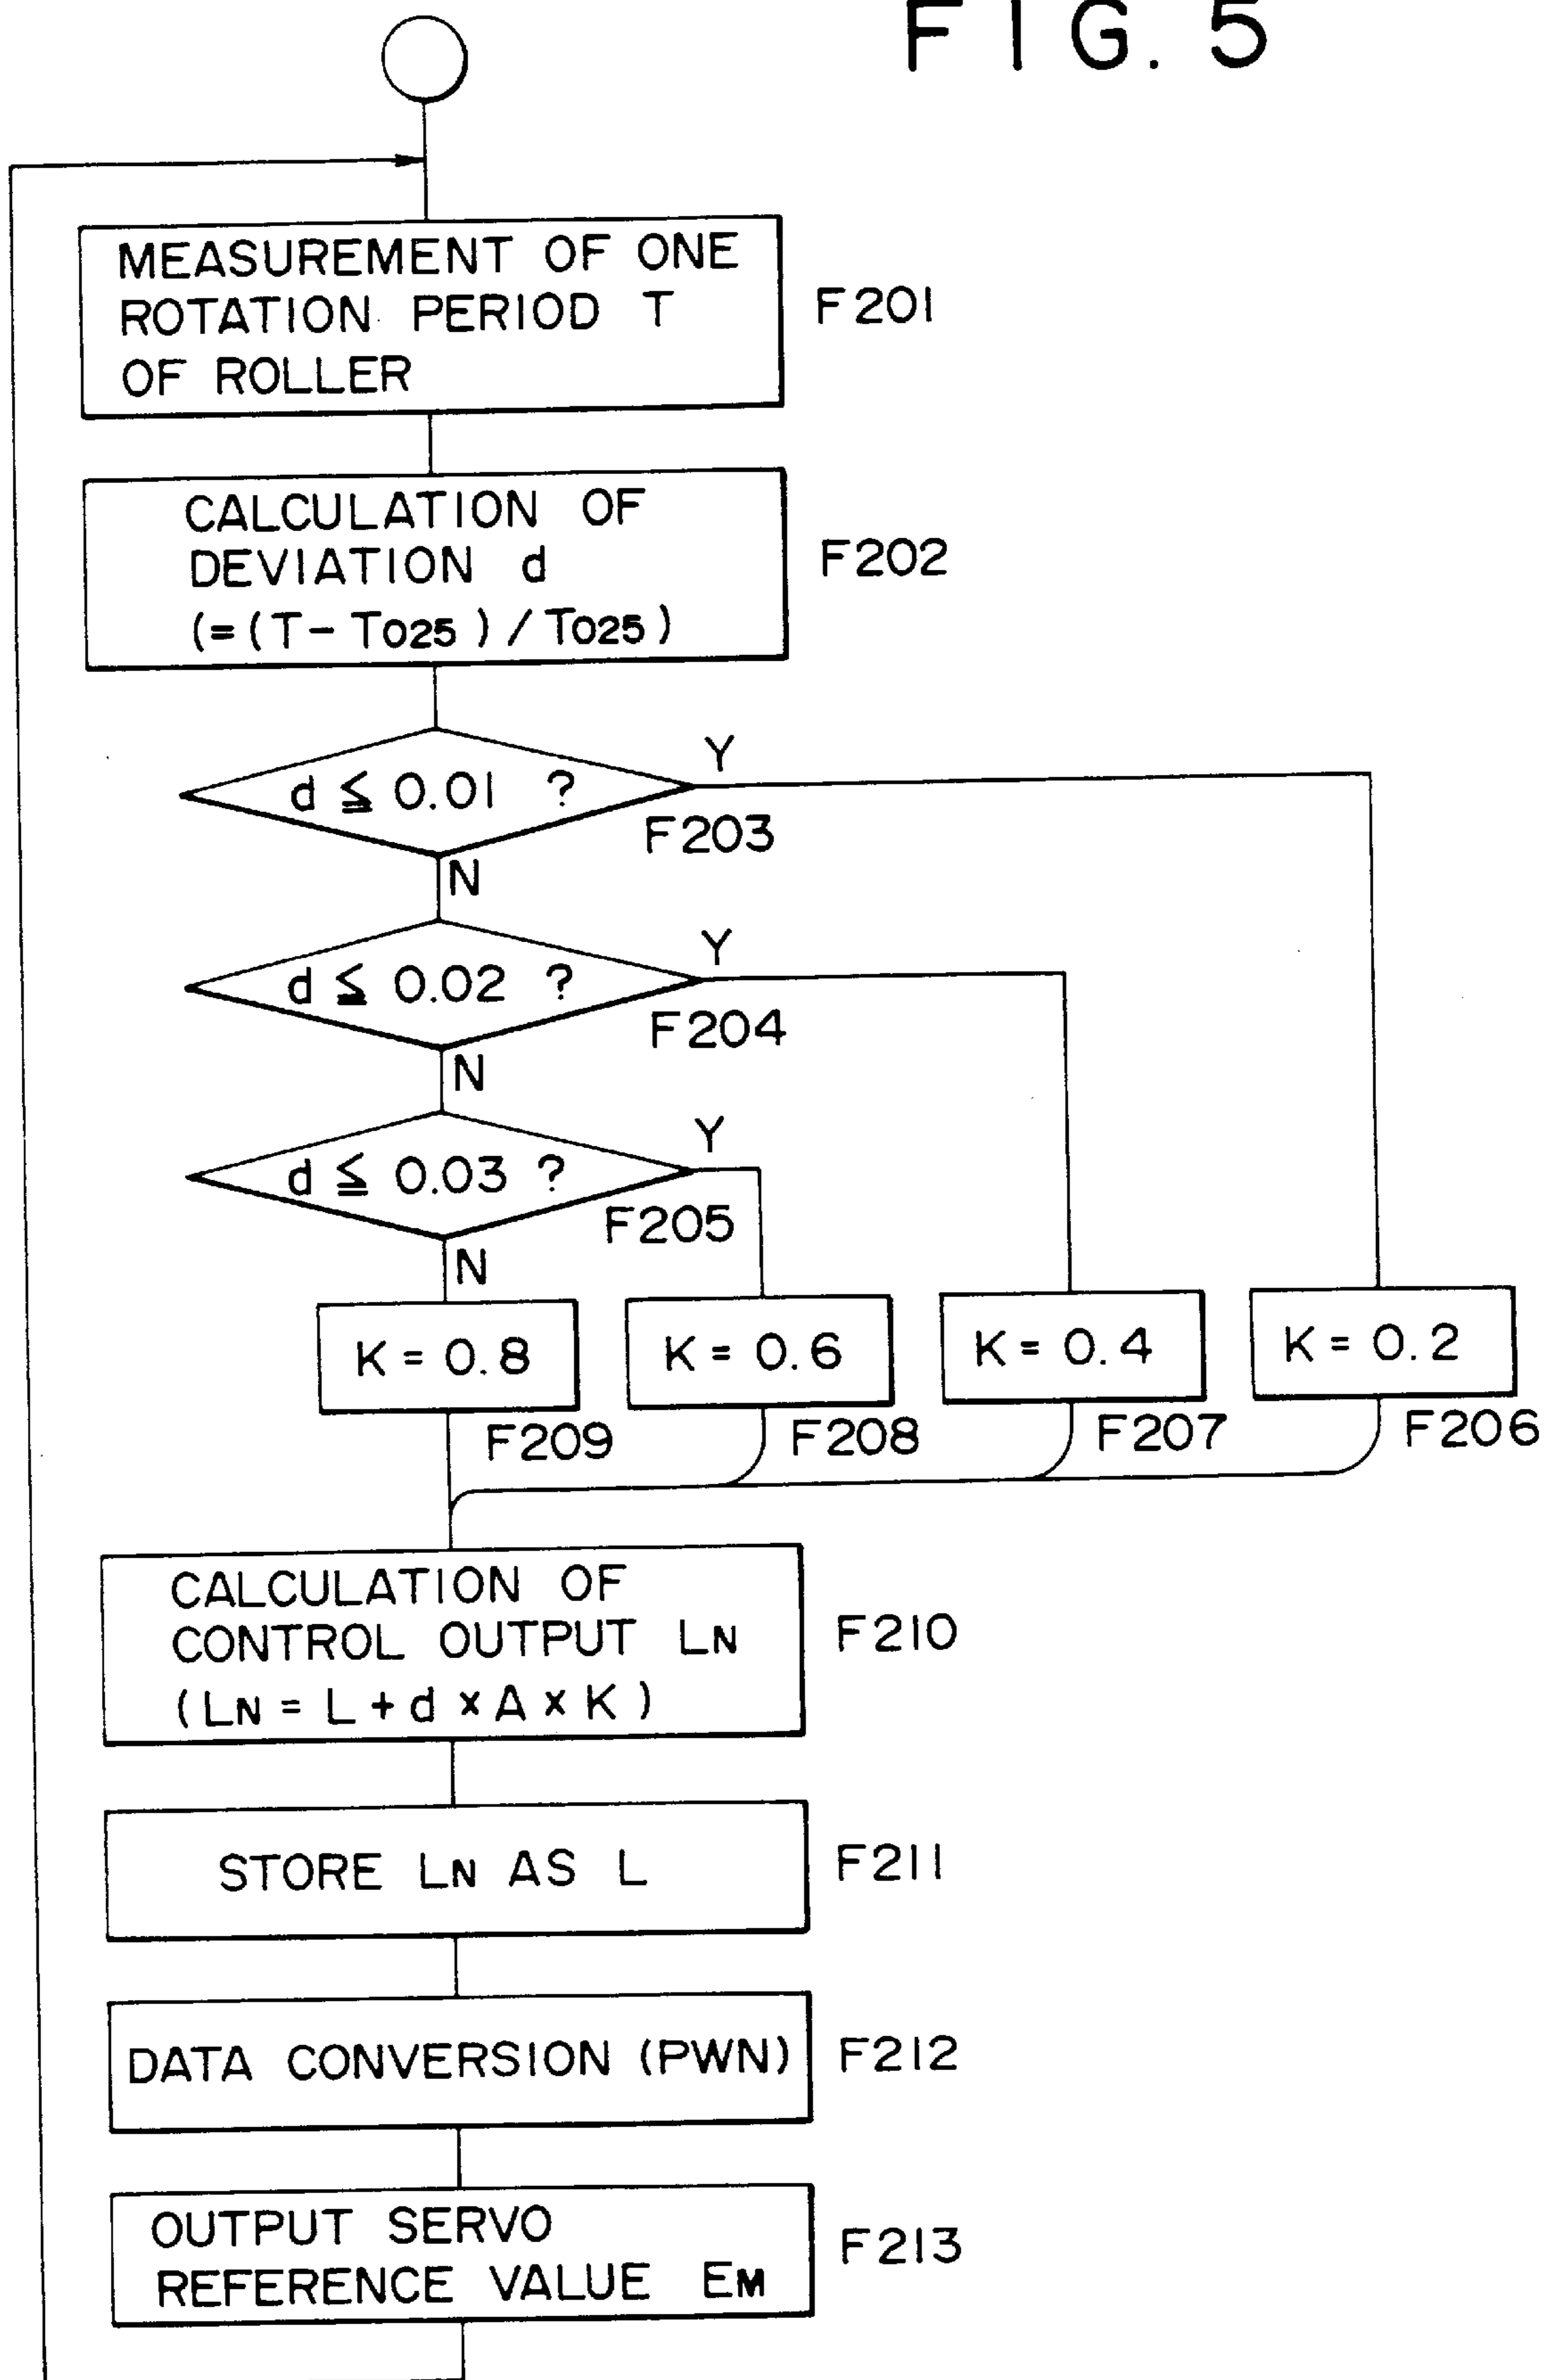 FIG. 5
MEASUREMENT OF ONE
ROTATION PERIOD T
OF ROLLER
F201
CALCULATION OF
DEVIATION d
(=(T-T025)/T025)
F202
Y
d ≦ 0.01 ?
F203
N
Y
d ≦ 0.02 ?
F204
N
Y
d ≦ 0.03 ?
F205
N
K = 0.8
K = 0.6
K = 0.4
K = 0.2
F209
F208
F207
F206
CALCULATION OF
CONTROL OUTPUT LN
(LN = L + d × A × K)
F210
STORE LN AS L
F211
DATA CONVERSION (PWN)
F212
OUTPUT SERVO
REFERENCE VALUE EM
F213